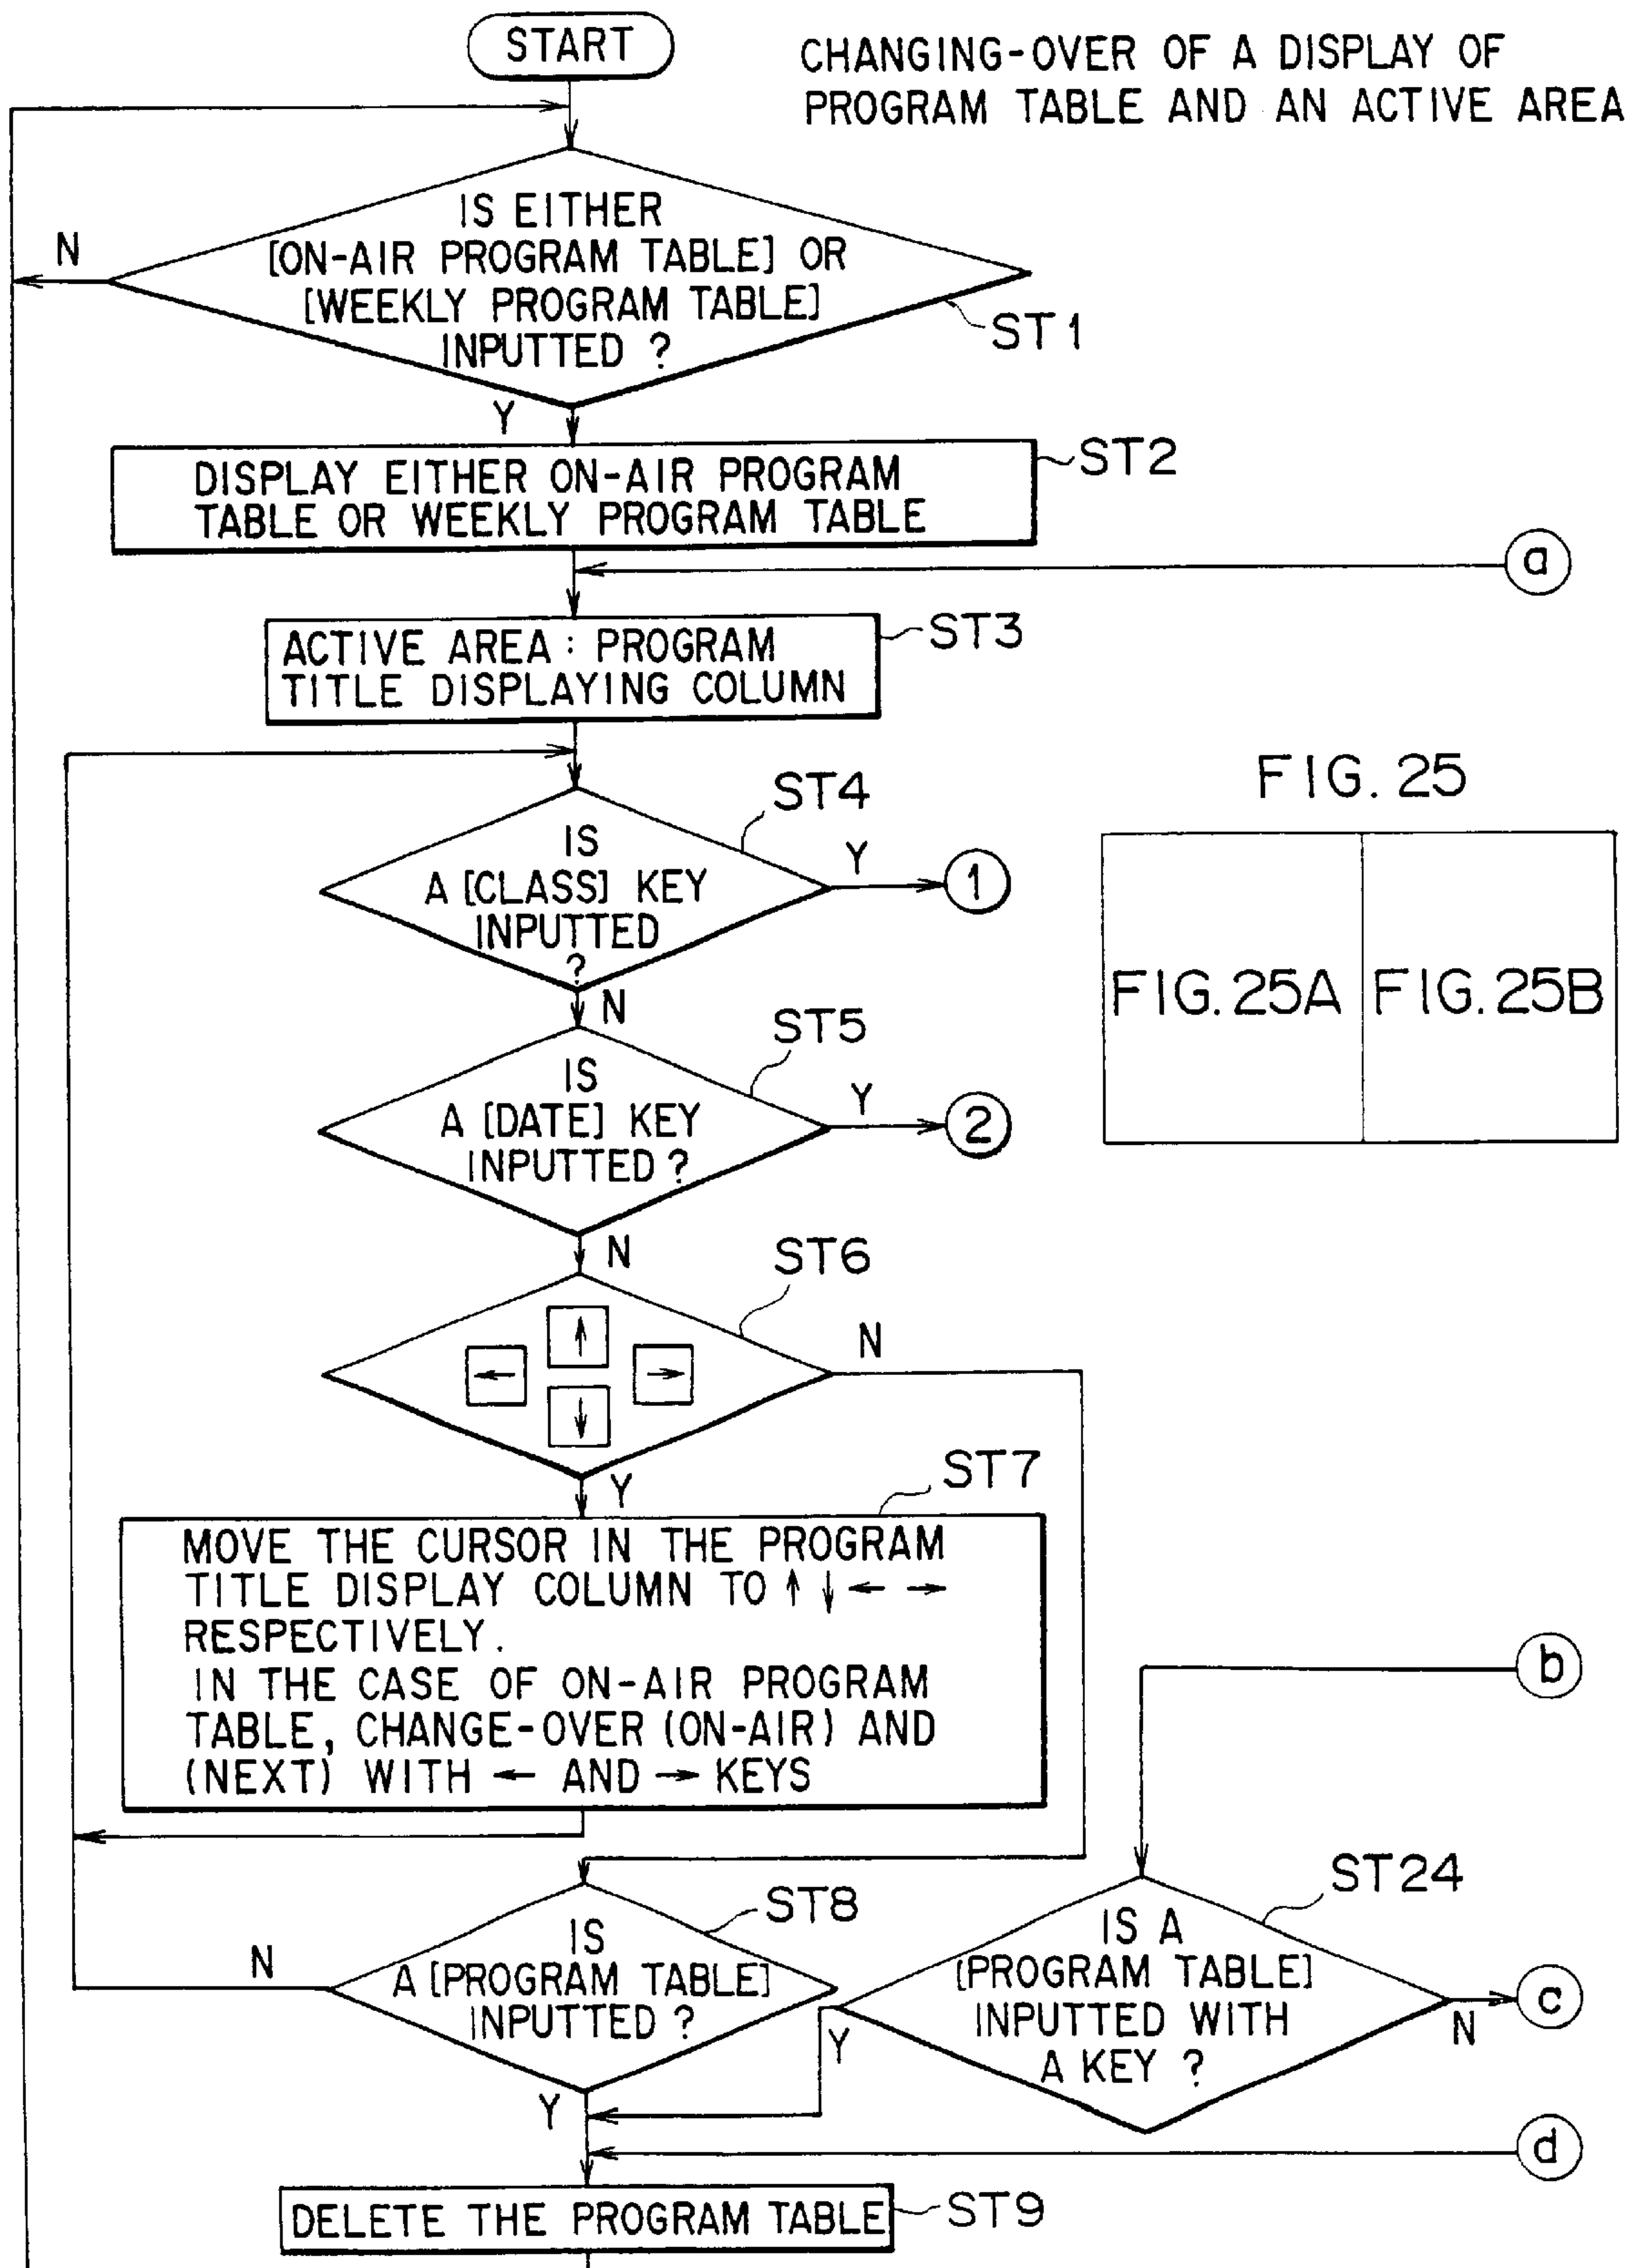 START
CHANGING-OVER OF A DISPLAY OF
PROGRAM TABLE AND AN ACTIVE AREA
IS EITHER
[ON-AIR PROGRAM TABLE] OR
[WEEKLY PROGRAM TABLE]
INPUTTED ?
N
ST1
Y
DISPLAY EITHER ON-AIR PROGRAM
TABLE OR WEEKLY PROGRAM TABLE
ST2
a
ACTIVE AREA : PROGRAM
TITLE DISPLAYING COLUMN
ST3
ST4
IS
A [CLASS] KEY
INPUTTED
?
Y
1
N
FIG. 25
FIG. 25A
FIG. 25B
ST5
IS
A [DATE] KEY
INPUTTED ?
Y
2
N
ST6
↑
← →
↓
N
Y
ST7
MOVE THE CURSOR IN THE PROGRAM
TITLE DISPLAY COLUMN TO ↑ ↓ ← →
RESPECTIVELY.
IN THE CASE OF ON-AIR PROGRAM
TABLE, CHANGE-OVER (ON-AIR) AND
(NEXT) WITH ← AND → KEYS
b
ST8
IS
A [PROGRAM TABLE]
INPUTTED ?
N
Y
ST24
IS A
[PROGRAM TABLE]
INPUTTED WITH
A KEY ?
Y
N
c
d
DELETE THE PROGRAM TABLE
ST9